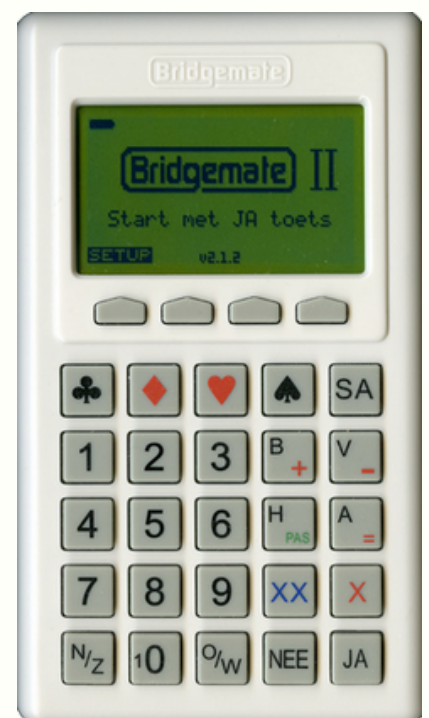 Bridgemate
Bridgemate II
Start met JA toets
SETUP v2.1.2
♣ ♦ ♥ ♠ SA
1 2 3 B + V -
4 5 6 H PAS A =
7 8 9 XX X
N/Z 10 O/W NEE JA